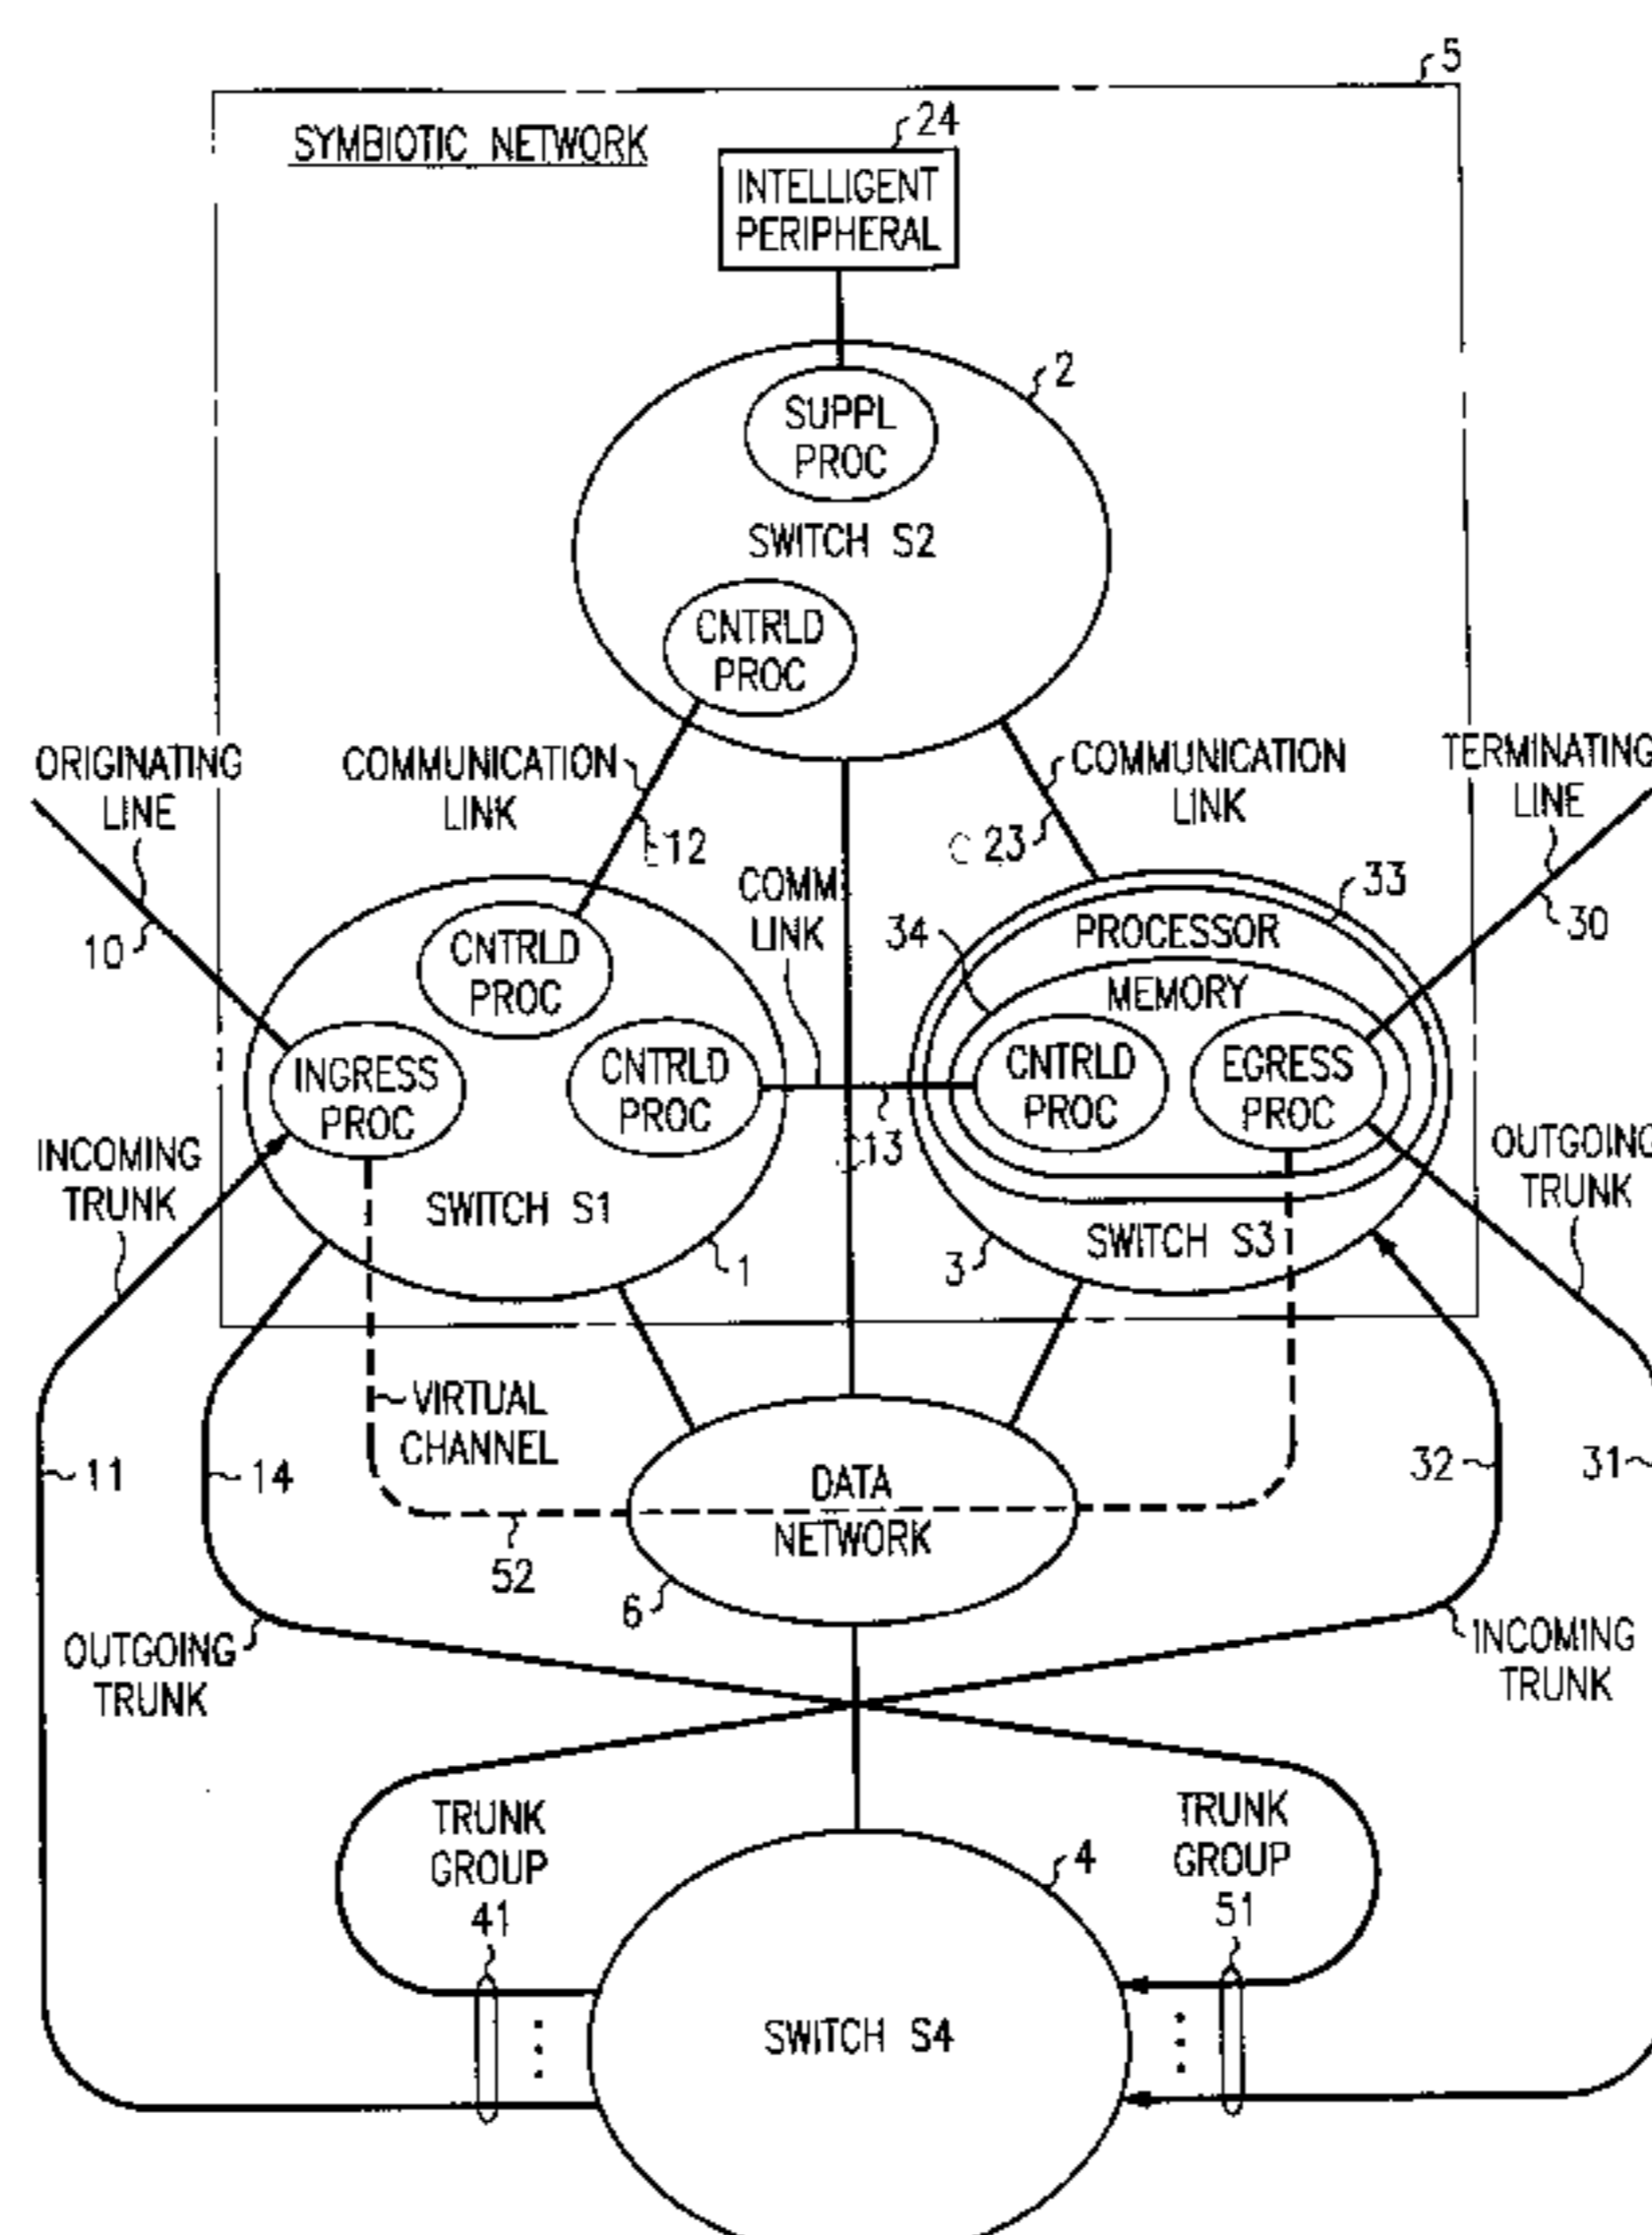 5
SYMBIOTIC NETWORK
24
INTELLIGENT
PERIPHERAL
2
SUPPL
PROC
SWITCH S2
CNTRLD
PROC
ORIGINATING
LINE
10
COMMUNICATION
LINK
12
COMMUNICATION
LINK
23
TERMINATING
LINE
30
COMM
LINK
13
33
34
PROCESSOR
MEMORY
CNTRLD
PROC
CNTRLD
PROC
INGRESS
PROC
CNTRLD
PROC
EGRESS
PROC
INCOMING
TRUNK
SWITCH S1
1
SWITCH S3
3
OUTGOING
TRUNK
VIRTUAL
CHANNEL
11
14
52
DATA
NETWORK
6
32
31
OUTGOING
TRUNK
INCOMING
TRUNK
TRUNK
GROUP
41
4
TRUNK
GROUP
51
SWITCH S4